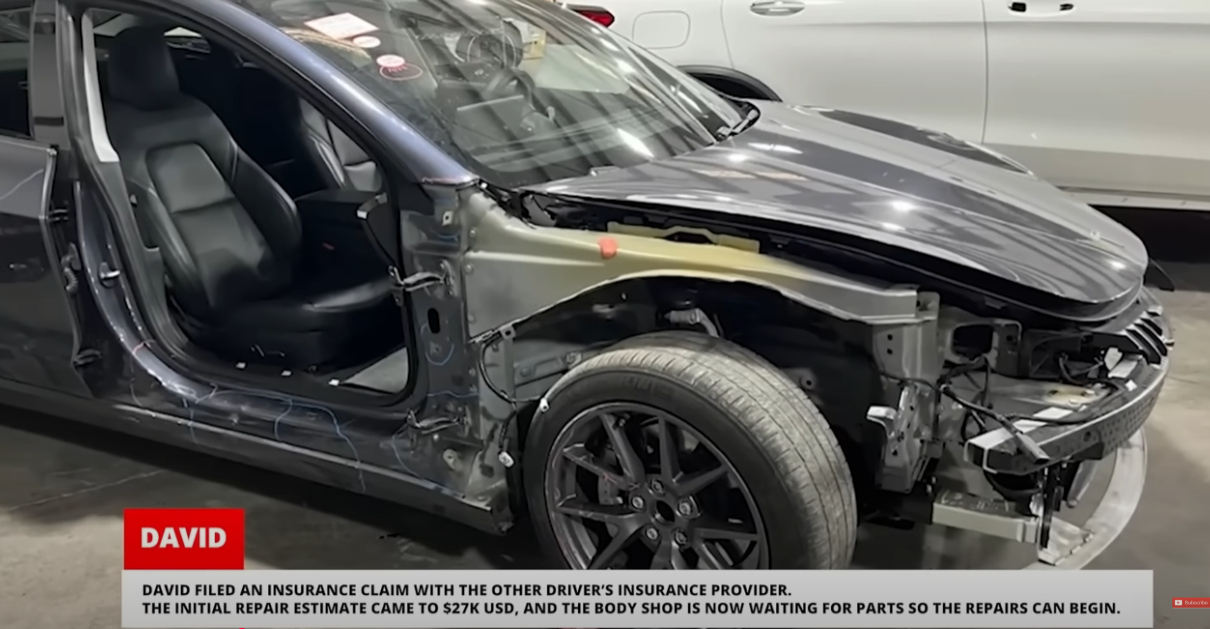 DAVID
DAVID FILED AN INSURANCE CLAIM WITH THE OTHER DRIVER'S INSURANCE PROVIDER.
THE INITIAL REPAIR ESTIMATE CAME TO $27K USD, AND THE BODY SHOP IS NOW WAITING FOR PARTS SO THE REPAIRS CAN BEGIN.
Subscribe